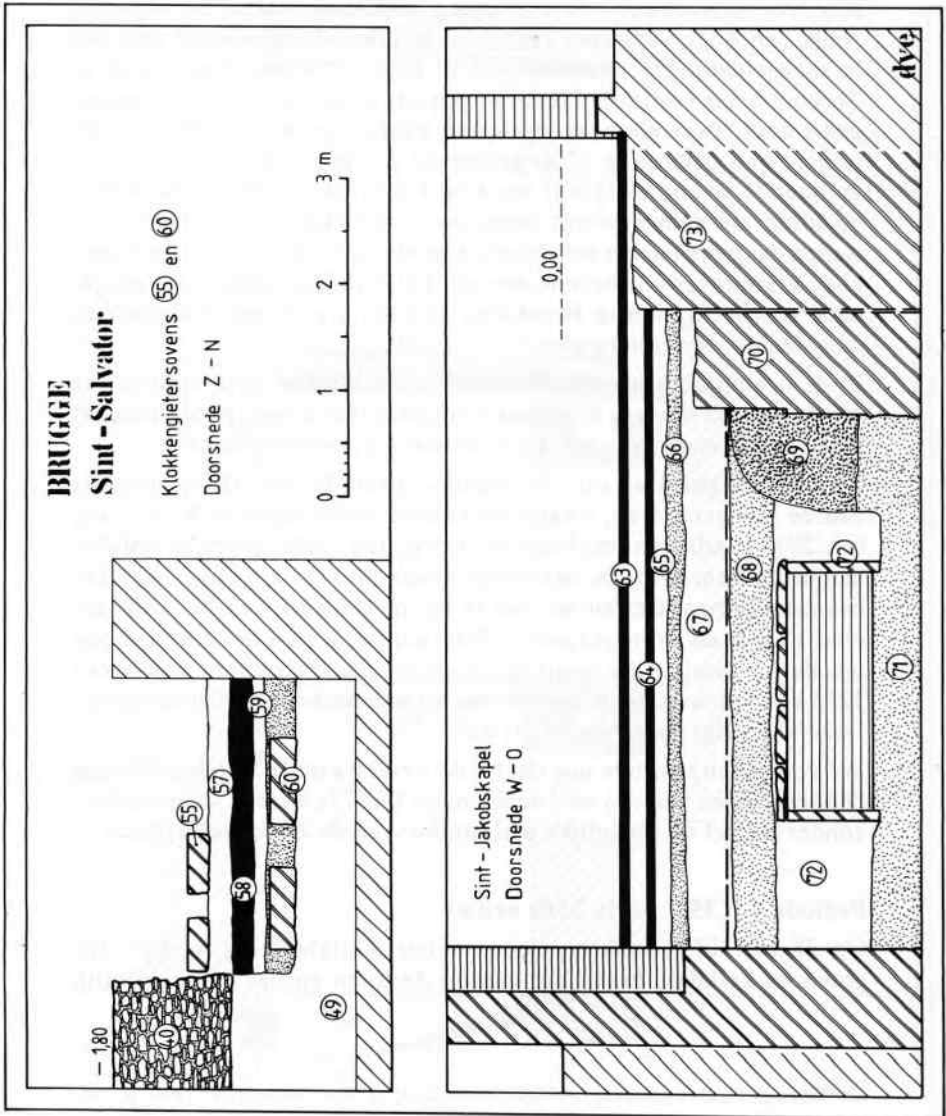 BRUGGE
Sint-Salvator
Klokkengietersovens 55 en 60
Doorsnede Z - N
0 1 2 3 m
- 1,80
40
55
57
58
59
60
49
Sint-Jakobskapel
Doorsnede W - O
0,00
63
64
65
66
67
68
69
70
71
72
72
73
dve